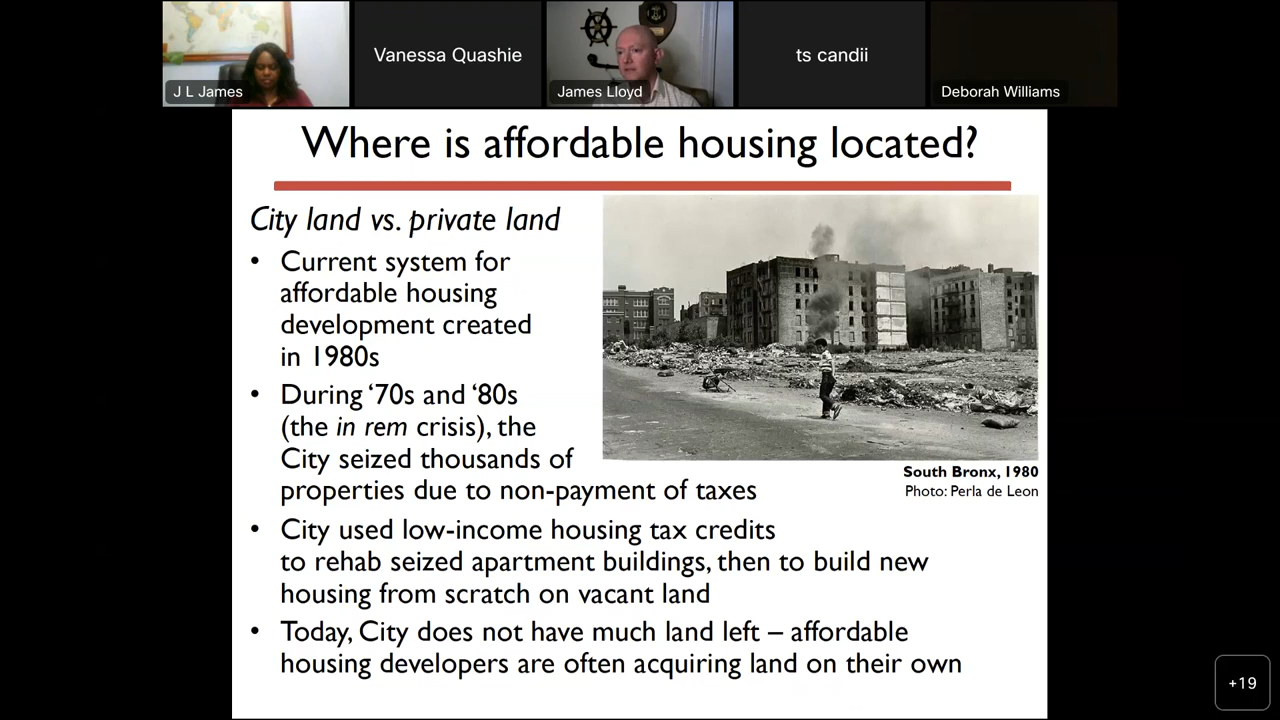 J L James
Vanessa Quashie
James Lloyd
ts candii
Deborah Williams
Where is affordable housing located?
City land vs. private land
• Current system for
affordable housing
development created
in 1980s
• During ‘70s and ‘80s
(the in rem crisis), the
City seized thousands of
properties due to non-payment of taxes
South Bronx, 1980
Photo: Perla de Leon
• City used low-income housing tax credits
to rehab seized apartment buildings, then to build new
housing from scratch on vacant land
• Today, City does not have much land left – affordable
housing developers are often acquiring land on their own
+19